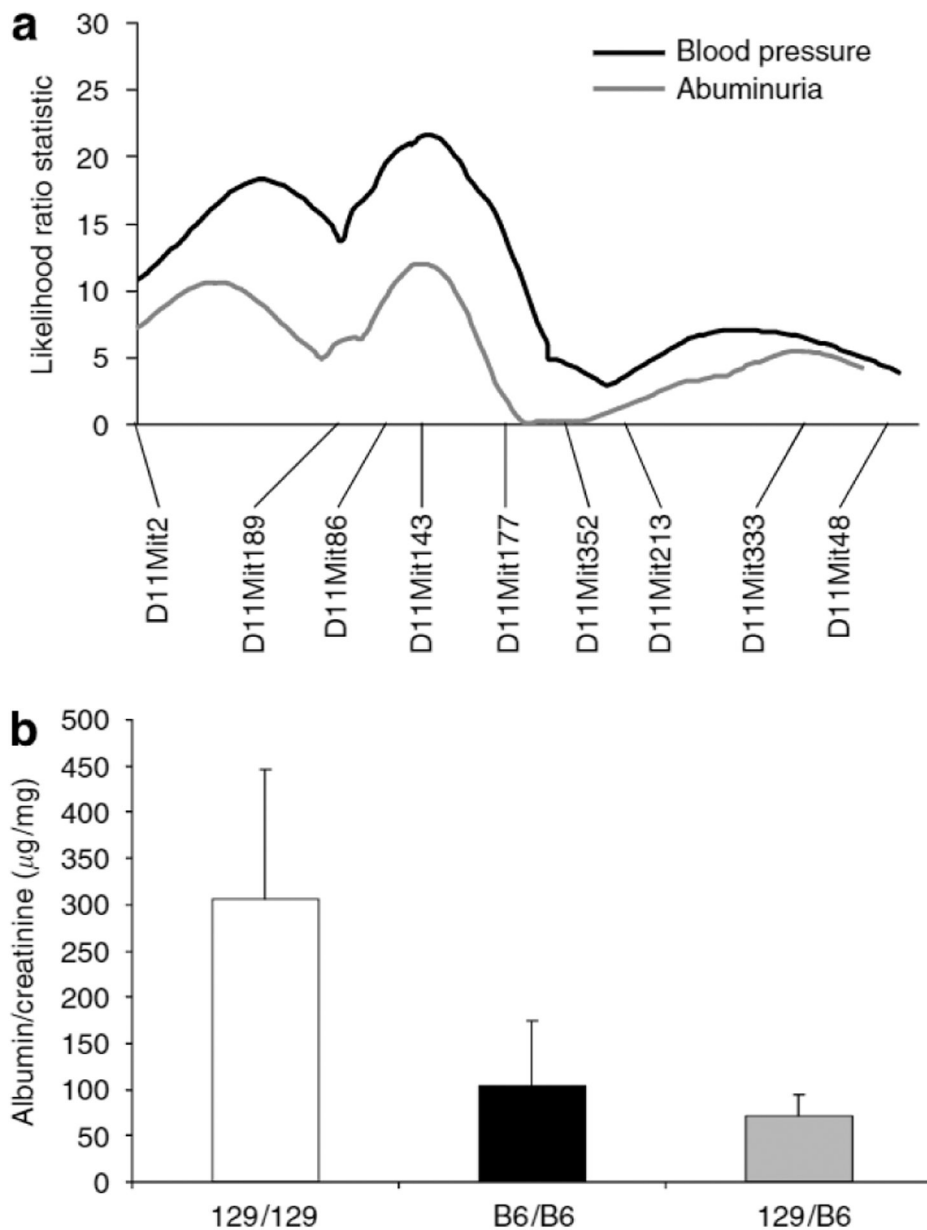 a
Likelihood ratio statistic
30
25
20
15
10
5
0
Blood pressure
Abuminuria
D11Mit2
D11Mit189
D11Mit86
D11Mit143
D11Mit177
D11Mit352
D11Mit213
D11Mit333
D11Mit48
b
Albumin/creatinine (μg/mg)
500
450
400
350
300
250
200
150
100
50
0
129/129
B6/B6
129/B6